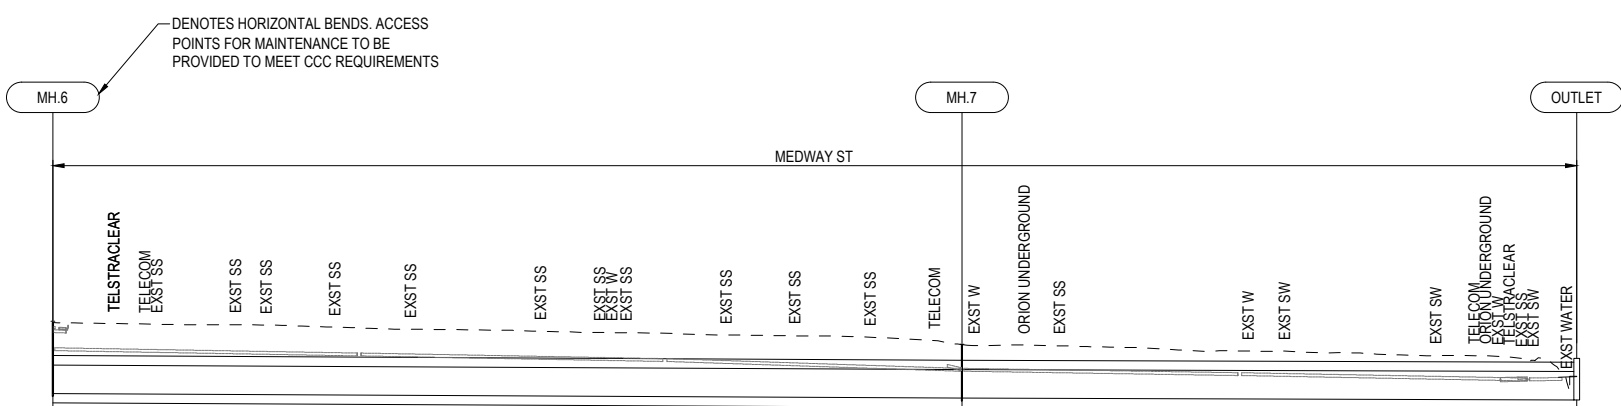 DENOTES HORIZONTAL BENDS. ACCESS
POINTS FOR MAINTENANCE TO BE
PROVIDED TO MEET CCC REQUIREMENTS
MH.6
MH.7
OUTLET
MEDWAY ST
TELSTRACLEAR
TELECOM
EXST SS
EXST SS
EXST SS
EXST SS
EXST SS
EXST SS
EXST SS
EXST W
EXST SS
EXST SS
EXST SS
EXST SS
TELECOM
EXST W
ORION UNDERGROUND
EXST SS
EXST W
EXST SW
EXST SW
TELECOM
ORION UNDERGROUND
EXST W
TELSTRACLEAR
EXST SS
EXST SW
EXST WATER